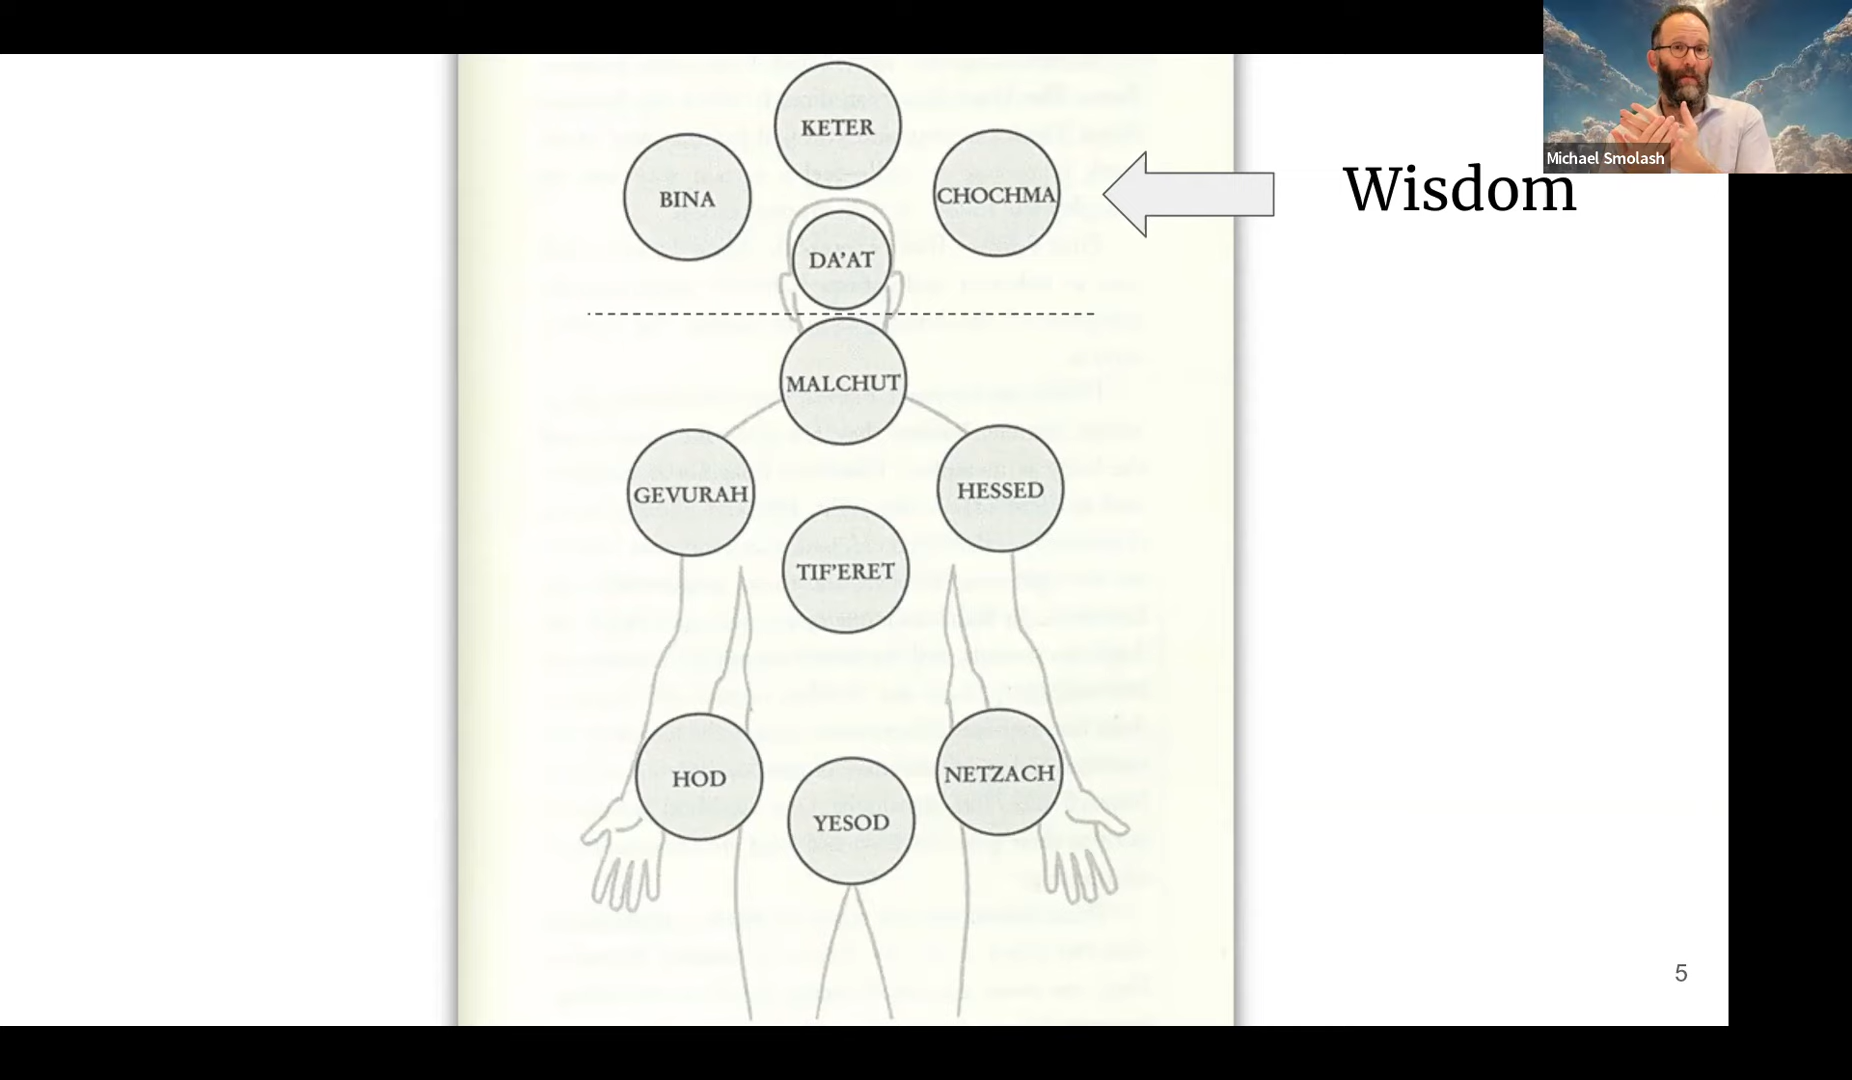 KETER
BINA
CHOCHMA
Wisdom
Michael Smolash
DA'AT
MALCHUT
GEVURAH
HESSED
TIF'ERET
HOD
NETZACH
YESOD
5